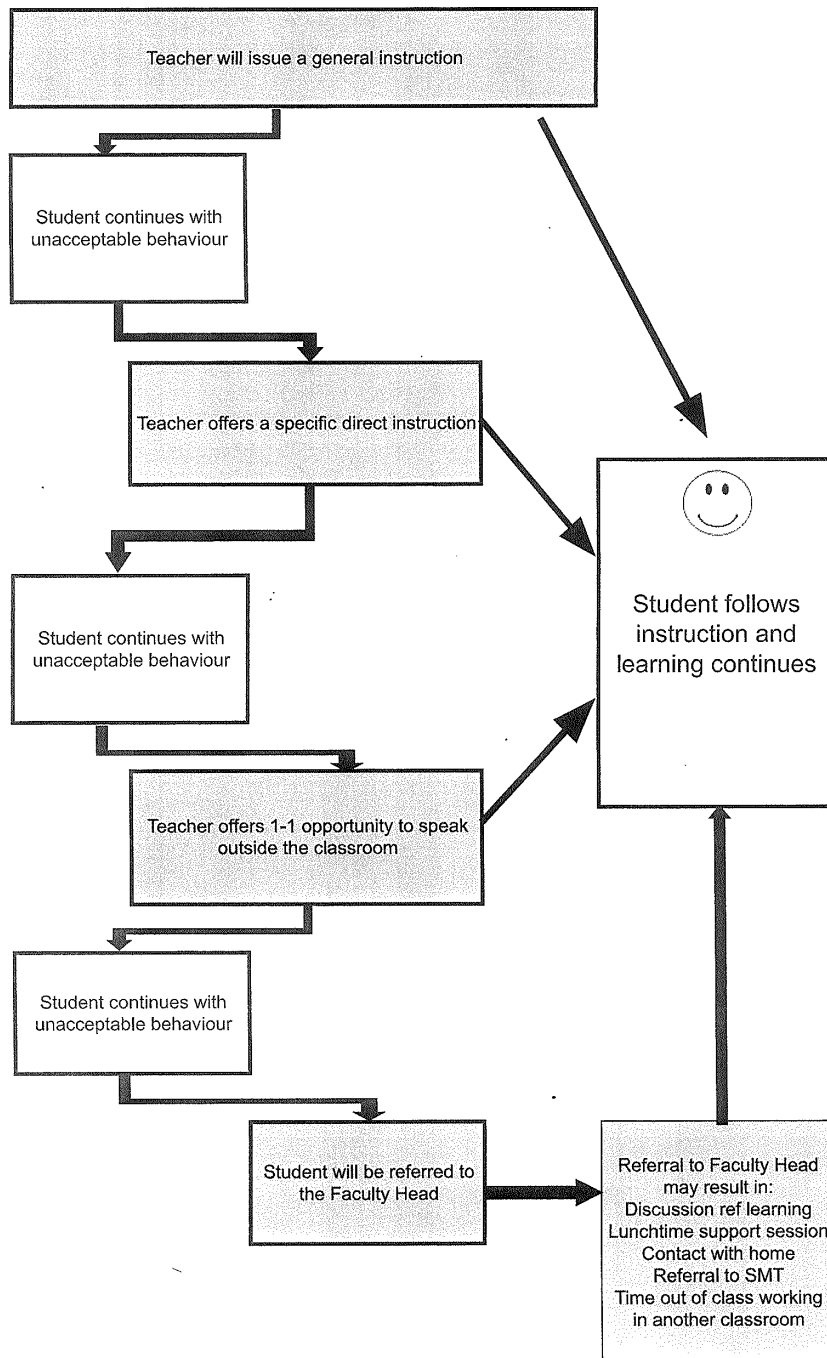 Teacher will issue a general instruction
Student continues with
unacceptable behaviour
Teacher offers a specific direct instruction
Student follows
instruction and
learning continues
Student continues with
unacceptable behaviour
Teacher offers 1-1 opportunity to speak
outside the classroom
Student continues with
unacceptable behaviour
Student will be referred to
the Faculty Head
Referral to Faculty Head
may result in:
Discussion ref learning
Lunchtime support session
Contact with home
Referral to SMT
Time out of class working
in another classroom